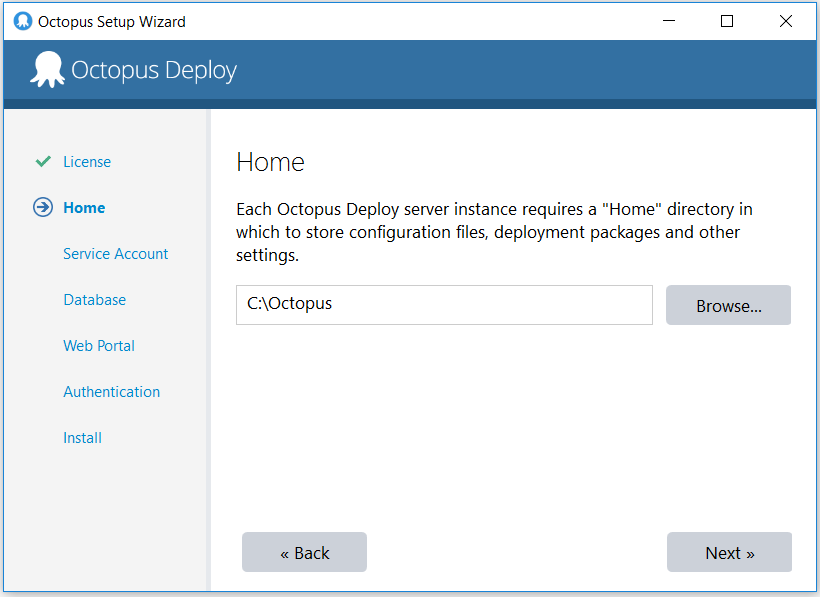 Octopus Setup Wizard
Octopus Deploy
License
Home
Service Account
Database
Web Portal
Authentication
Install
Home
Each Octopus Deploy server instance requires a "Home" directory in
which to store configuration files, deployment packages and other
settings.
C:\Octopus
Browse...
« Back
Next »